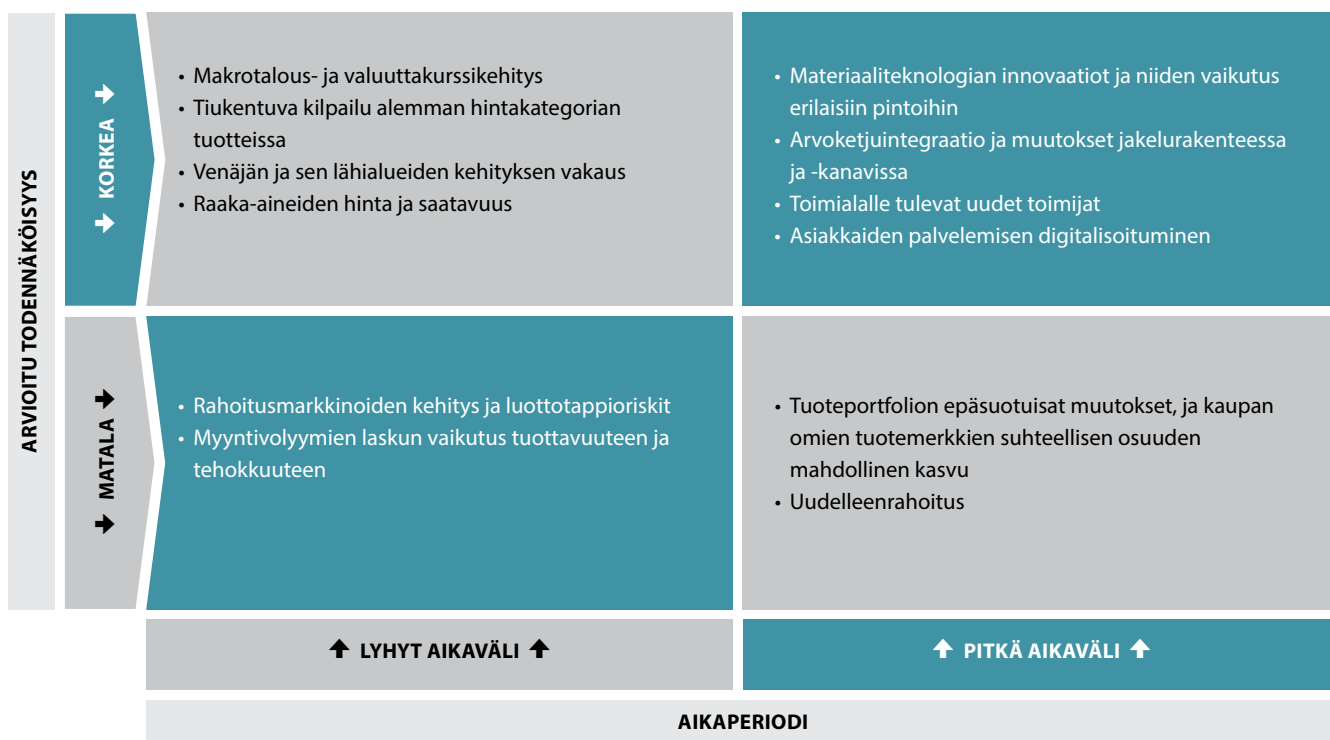 ARVIOITU TODENNÄKÖISYYS
KORKEA
• Makrotalous- ja valuuttakurssikehitys
• Tiukentuva kilpailu alemman hintakategorian
tuotteissa
• Venäjän ja sen lähialueiden kehityksen vakaus
• Raaka-aineiden hinta ja saatavuus
• Materiaaliteknologian innovaatiot ja niiden vaikutus
erilaisiin pintoihin
• Arvoketjuintegraatio ja muutokset jakelurakenteessa
ja -kanavissa
• Toimialalle tulevat uudet toimijat
• Asiakkaiden palvelemisen digitalisoituminen
MATALA
• Rahoitusmarkkinoiden kehitys ja luottotappioriskit
• Myyntivolyymien laskun vaikutus tuottavuuteen ja
tehokkuuteen
• Tuoteportfolion epäsuotuisat muutokset, ja kaupan
omien tuotemerkkien suhteellisen osuuden
mahdollinen kasvu
• Uudelleenrahoitus
LYHYT AIKAVÄLI
PITKÄ AIKAVÄLI
AIKAPERIODI